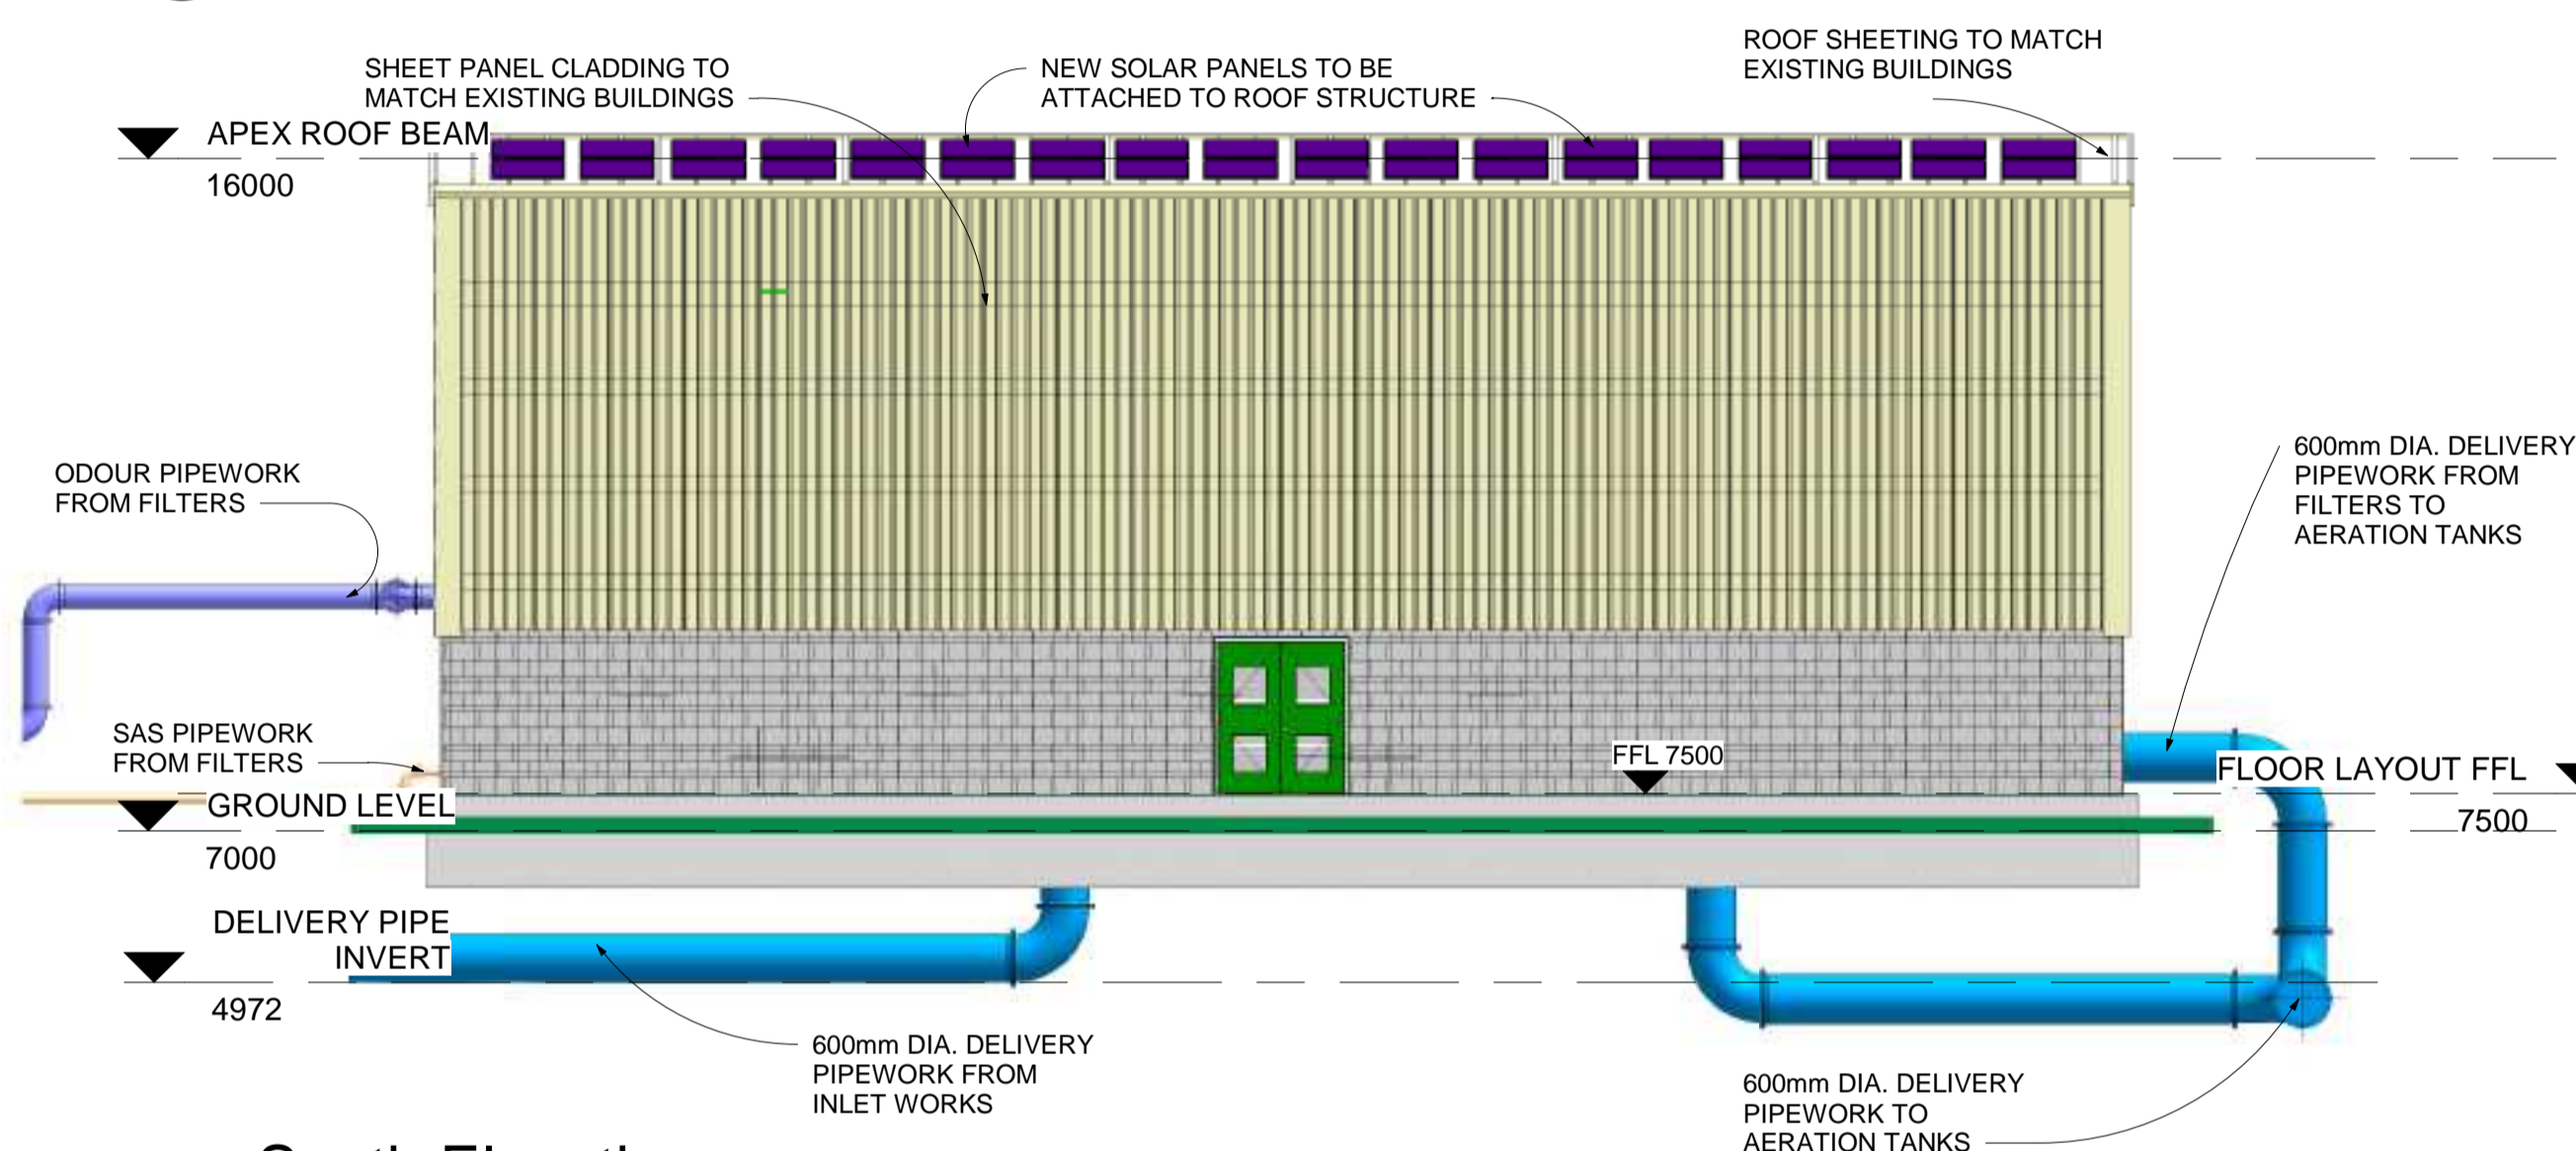 ROOF SHEETING TO MATCH
EXISTING BUILDINGS
SHEET PANEL CLADDING TO
MATCH EXISTING BUILDINGS
NEW SOLAR PANELS TO BE
ATTACHED TO ROOF STRUCTURE
APEX ROOF BEAM
16000
600mm DIA. DELIVERY
PIPEWORK FROM
FILTERS TO
AERATION TANKS
ODOUR PIPEWORK
FROM FILTERS
SAS PIPEWORK
FROM FILTERS
FFL 7500
FLOOR LAYOUT FFL
7500
GROUND LEVEL
7000
DELIVERY PIPE
INVERT
4972
600mm DIA. DELIVERY
PIPEWORK FROM
INLET WORKS
600mm DIA. DELIVERY
PIPEWORK TO
AERATION TANKS